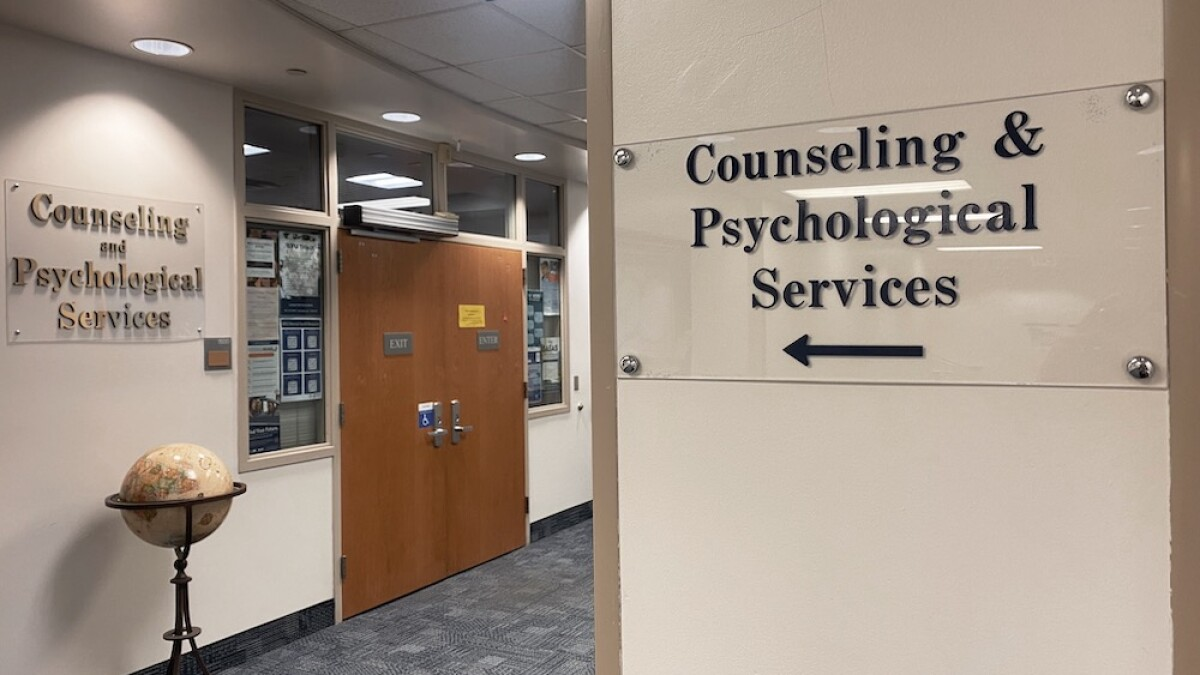 Counseling
and
Psychological
Services
EXIT
ENTER
Counseling &
Psychological
Services